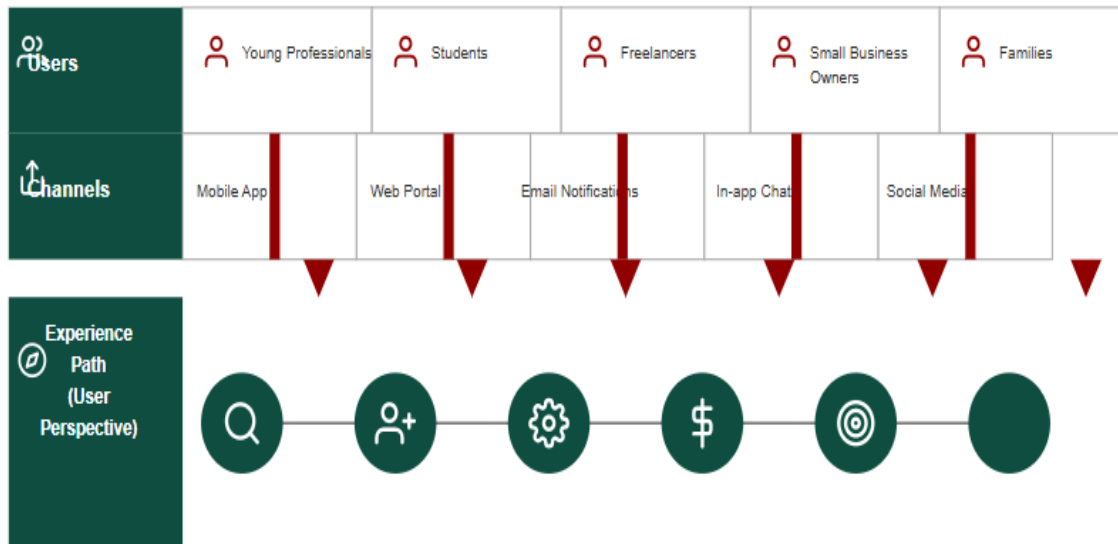 Users
Young Professionals
Students
Freelancers
Small Business
Owners
Families
Channels
Mobile App
Web Portal
Email Notifications
In-app Chat
Social Media
Experience
Path
(User
Perspective)